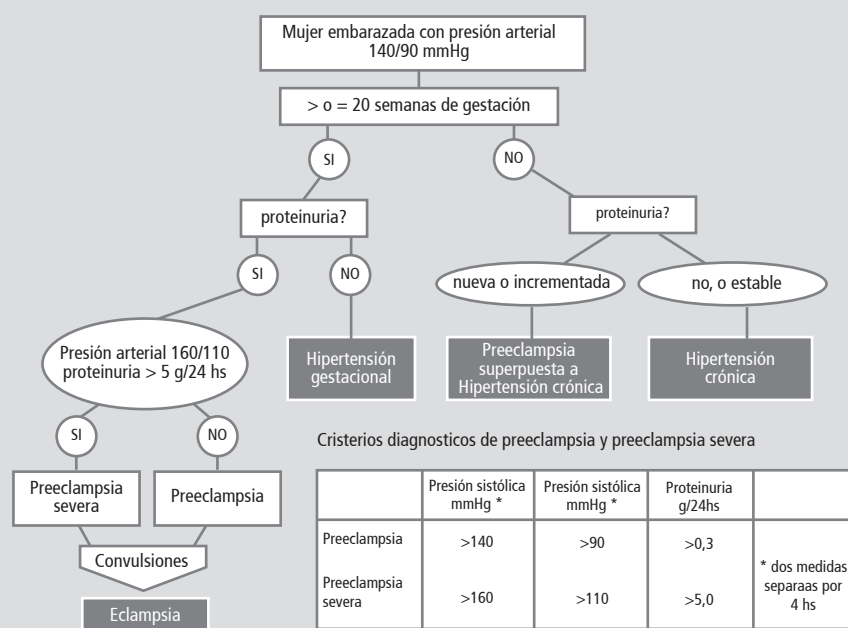 Mujer embarazada con presión arterial
140/90 mmHg
> o = 20 semanas de gestación
SI
NO
proteinuria?
proteinuria?
SI
NO
nueva o incrementada
no, o estable
Presión arterial 160/110
proteinuria > 5 g/24 hs
Hipertensión
gestacional
Preeclampsia
superpuesta a
Hipertensión crónica
Hipertensión
crónica
SI
NO
Preeclampsia
severa
Preeclampsia
Convulsiones
Eclampsia
Cristerios diagnosticos de preeclampsia y preeclampsia severa
Presión sistólica
mmHg *
Presión sistólica
mmHg *
Proteinuria
g/24hs
Preeclampsia
>140
>90
>0,3
Preeclampsia
severa
>160
>110
>5,0
* dos medidas
separaas por
4 hs